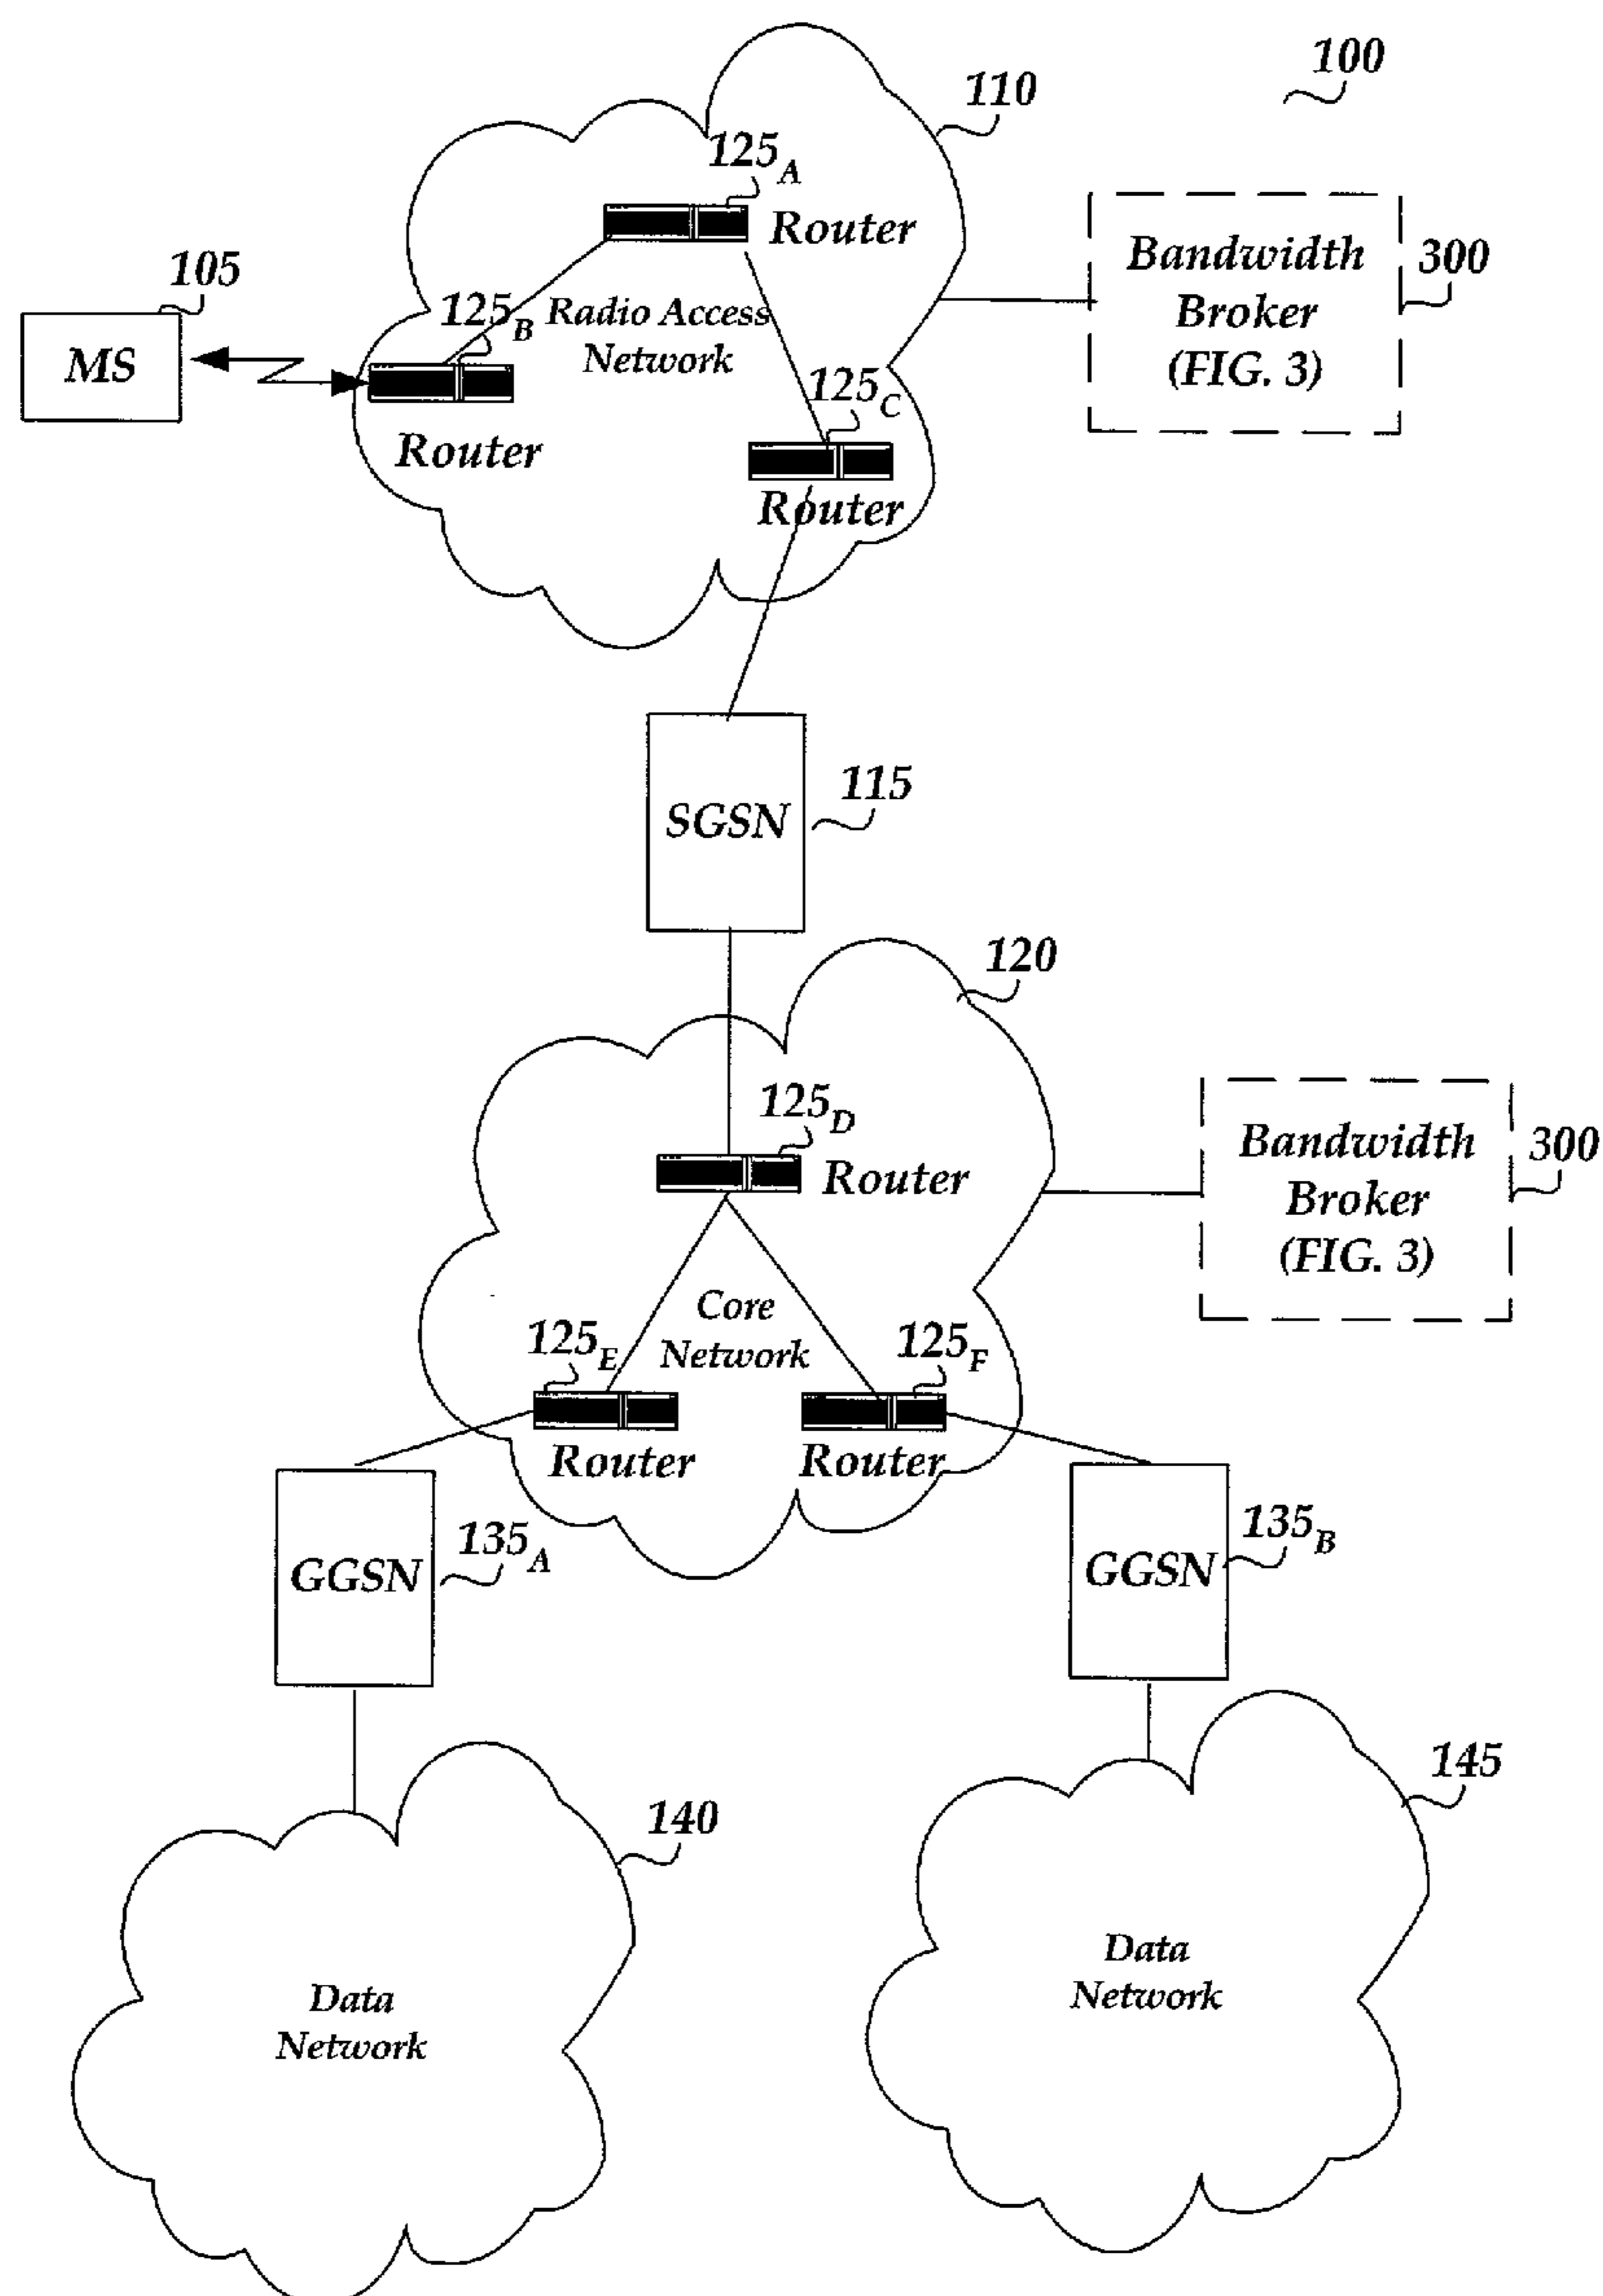 100
110
125A
Router
105
MS
125B
Radio Access
Network
Router
125C
Router
Bandwidth
Broker
(FIG. 3)
300
SGSN
115
120
125D
Router
Bandwidth
Broker
(FIG. 3)
300
Core
Network
125E
Router
125F
Router
GGSN
135A
GGSN
135B
140
Data
Network
145
Data
Network